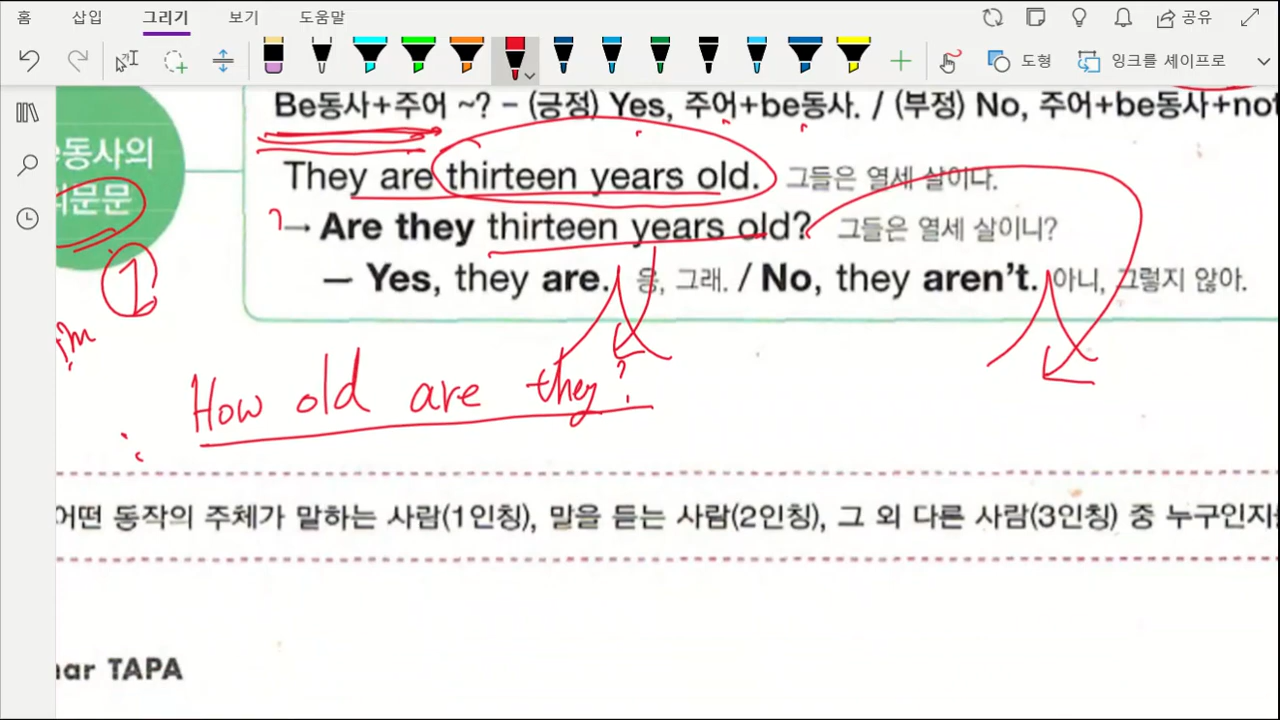 홈 삽입 그리기 보기 도움말 공유
도형 잉크를 셰이프로
Be동사+주어 ~? – (긍정) Yes, 주어+be동사. / (부정) No, 주어+be동사+not
동사의
They are thirteen years old. 그들은 열세 살이다.
의문문
→ Are they thirteen years old? 그들은 열세 살이니?
– Yes, they are. 응, 그래. / No, they aren't. 아니, 그렇지 않아.
1
How old are they?
어떤 동작의 주체가 말하는 사람(1인칭), 말을 듣는 사람(2인칭), 그 외 다른 사람(3인칭) 중 누구인지
mar TAPA